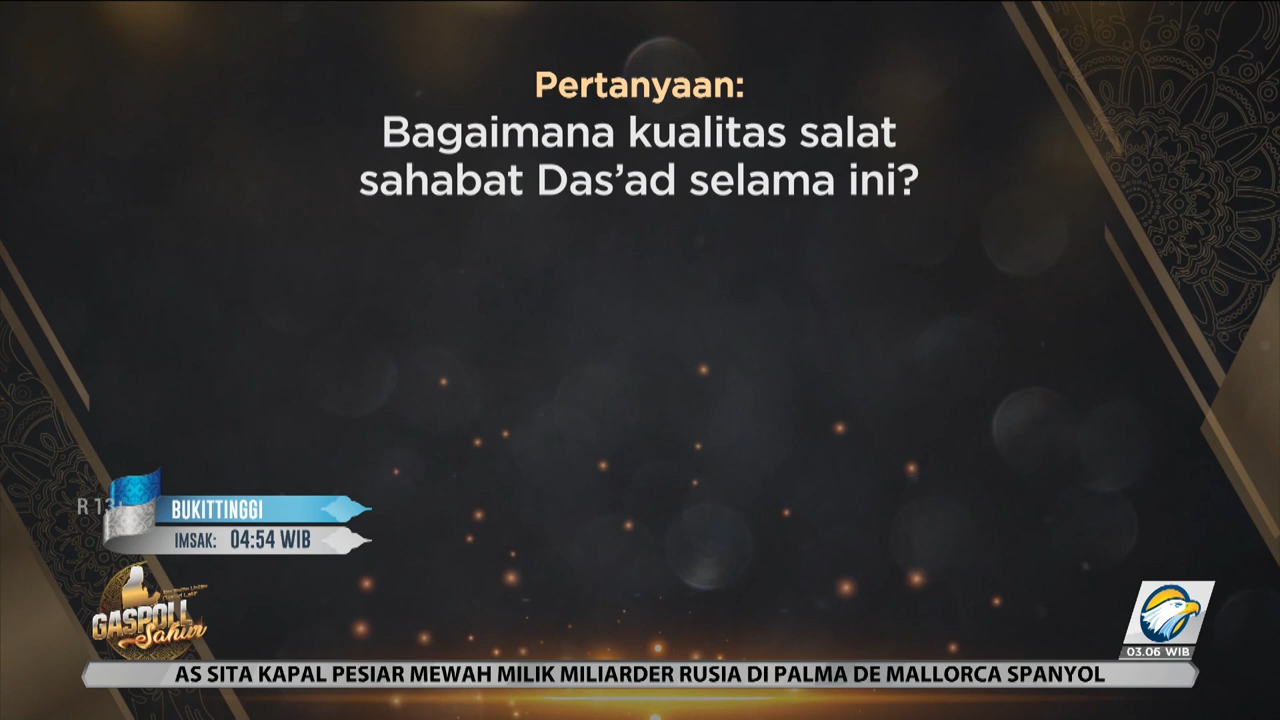 Pertanyaan:
Bagaimana kualitas salat
sahabat Das'ad selama ini?
R 13+
BUKITTINGGI
IMSAK: 04:54 WIB
GASPOLL
Sahur
03.06 WIB
AS SITA KAPAL PESIAR MEWAH MILIK MILIARDER RUSIA DI PALMA DE MALLORCA SPANYOL